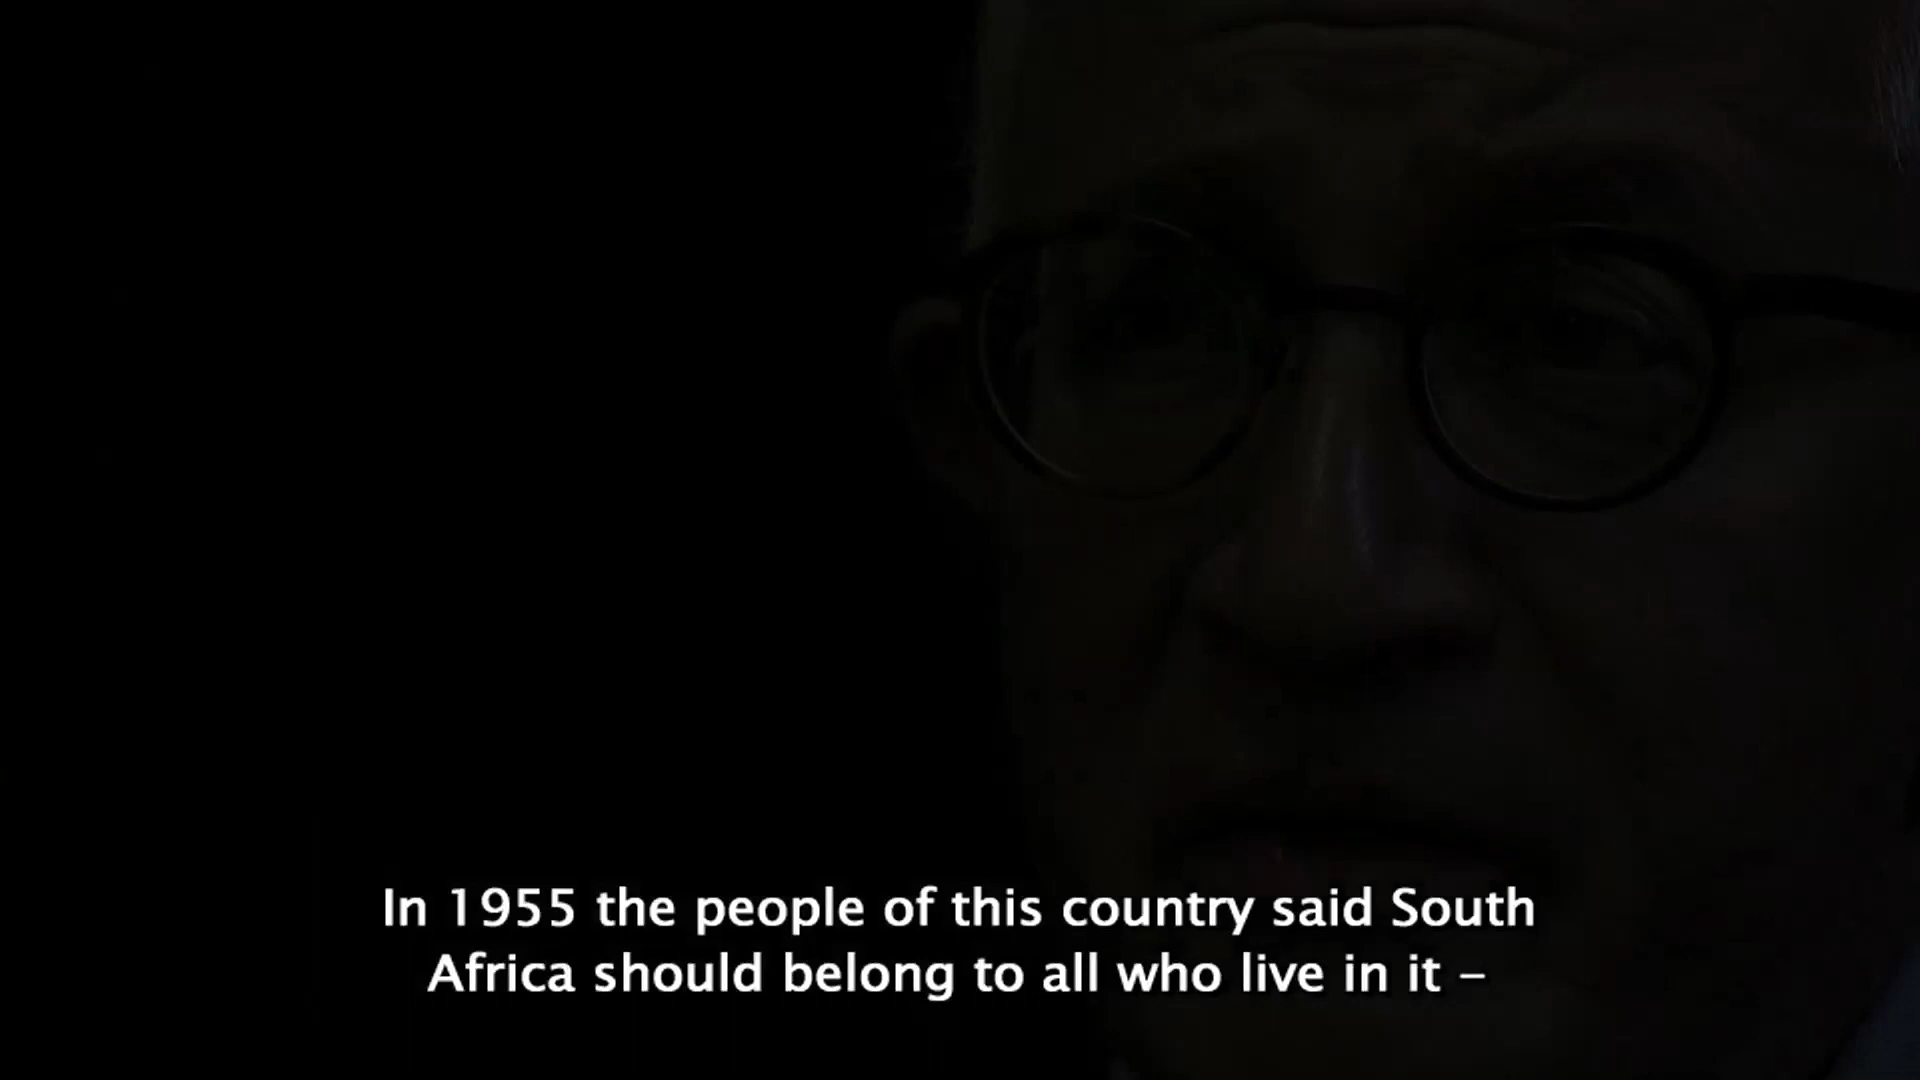 In 1955 the people of this country said South
Africa should belong to all who live in it –